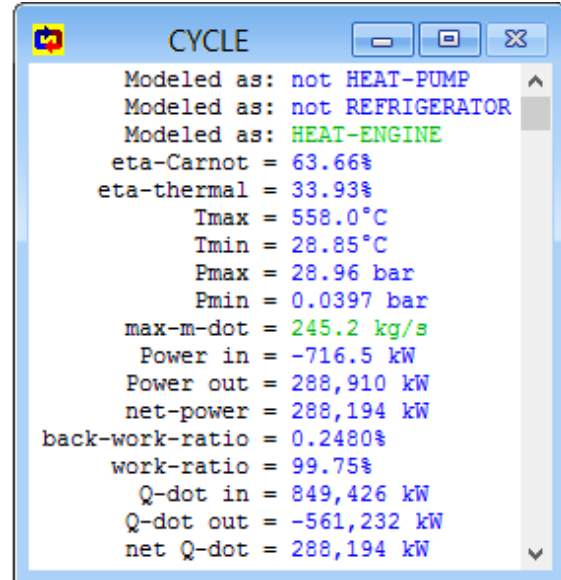 CYCLE
Modeled as: not HEAT-PUMP
Modeled as: not REFRIGERATOR
Modeled as: HEAT-ENGINE
eta-Carnot = 63.66%
eta-thermal = 33.93%
Tmax = 558.0°C
Tmin = 28.85°C
Pmax = 28.96 bar
Pmin = 0.0397 bar
max-m-dot = 245.2 kg/s
Power in = -716.5 kW
Power out = 288,910 kW
net-power = 288,194 kW
back-work-ratio = 0.2480%
work-ratio = 99.75%
Q-dot in = 849,426 kW
Q-dot out = -561,232 kW
net Q-dot = 288,194 kW